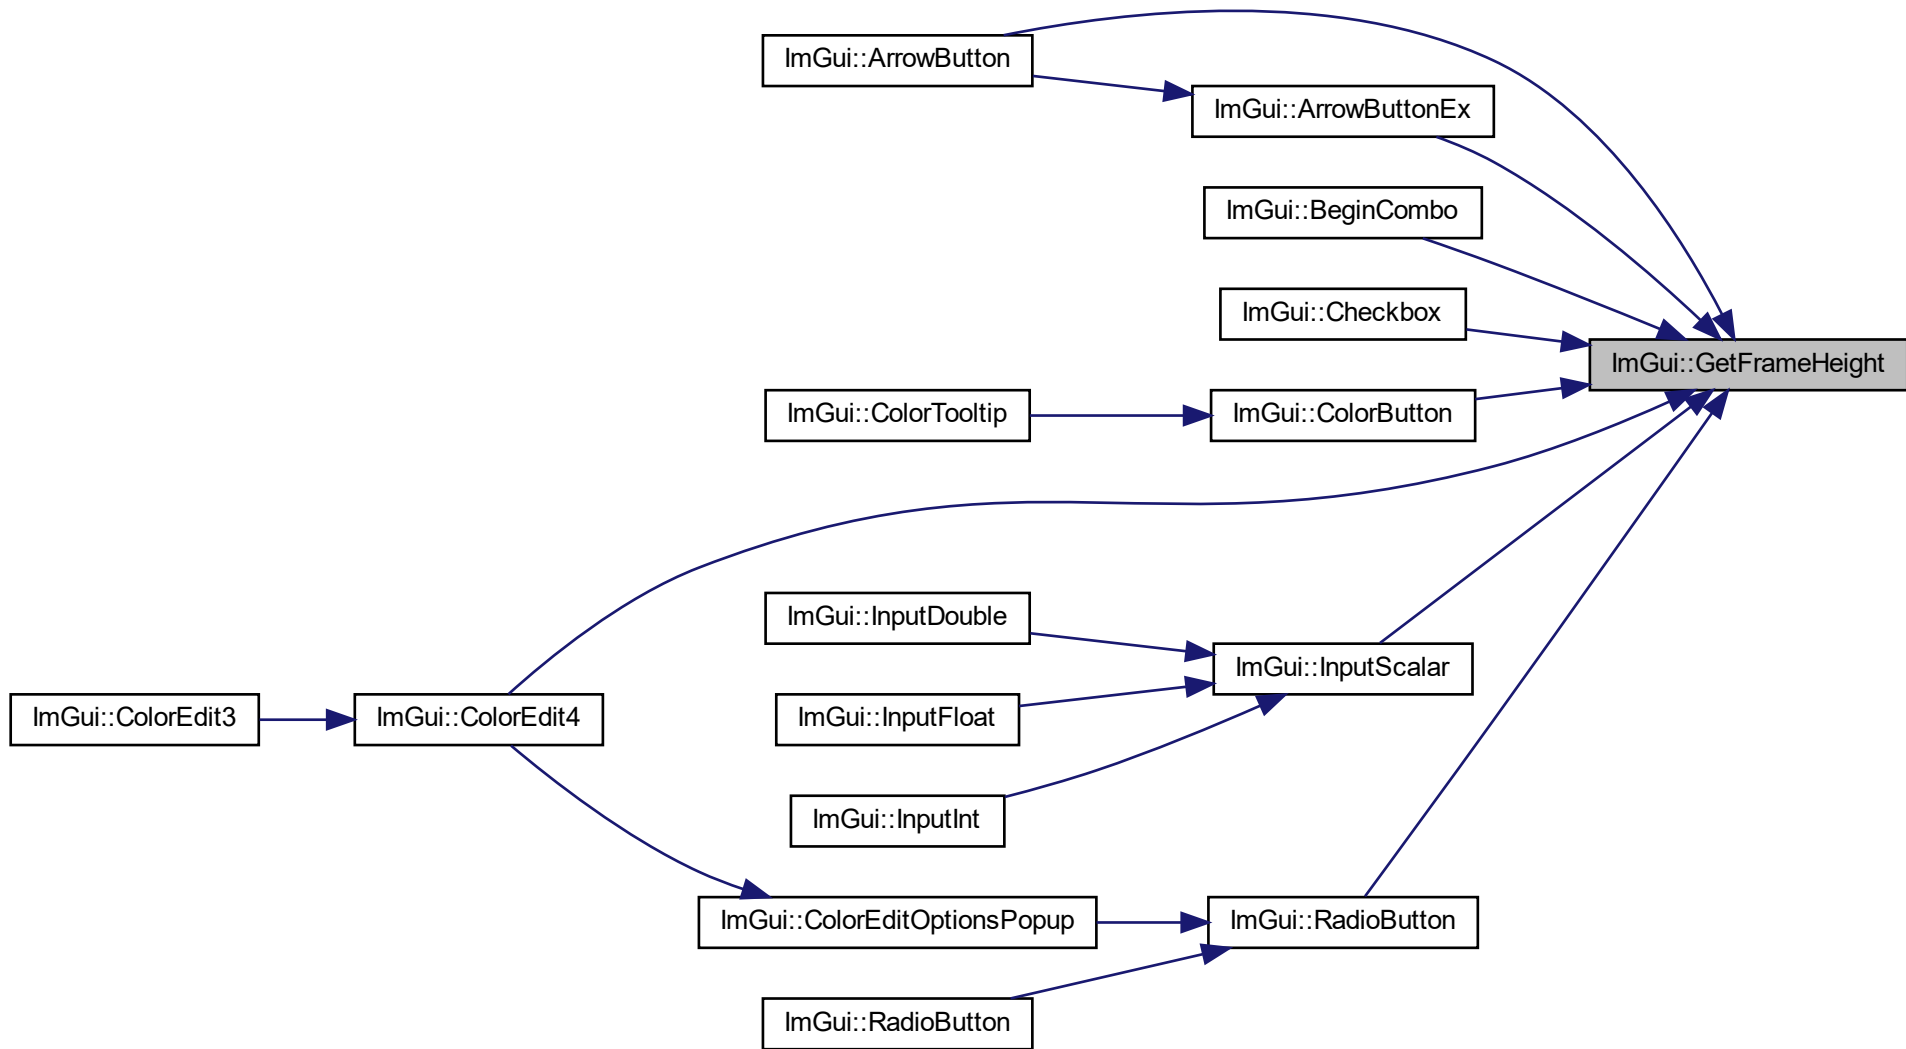 ImGui::ArrowButton
ImGui::ArrowButtonEx
ImGui::BeginCombo
ImGui::Checkbox
ImGui::GetFrameHeight
ImGui::ColorTooltip
ImGui::ColorButton
ImGui::InputDouble
ImGui::InputScalar
ImGui::ColorEdit3
ImGui::ColorEdit4
ImGui::InputFloat
ImGui::InputInt
ImGui::ColorEditOptionsPopup
ImGui::RadioButton
ImGui::RadioButton